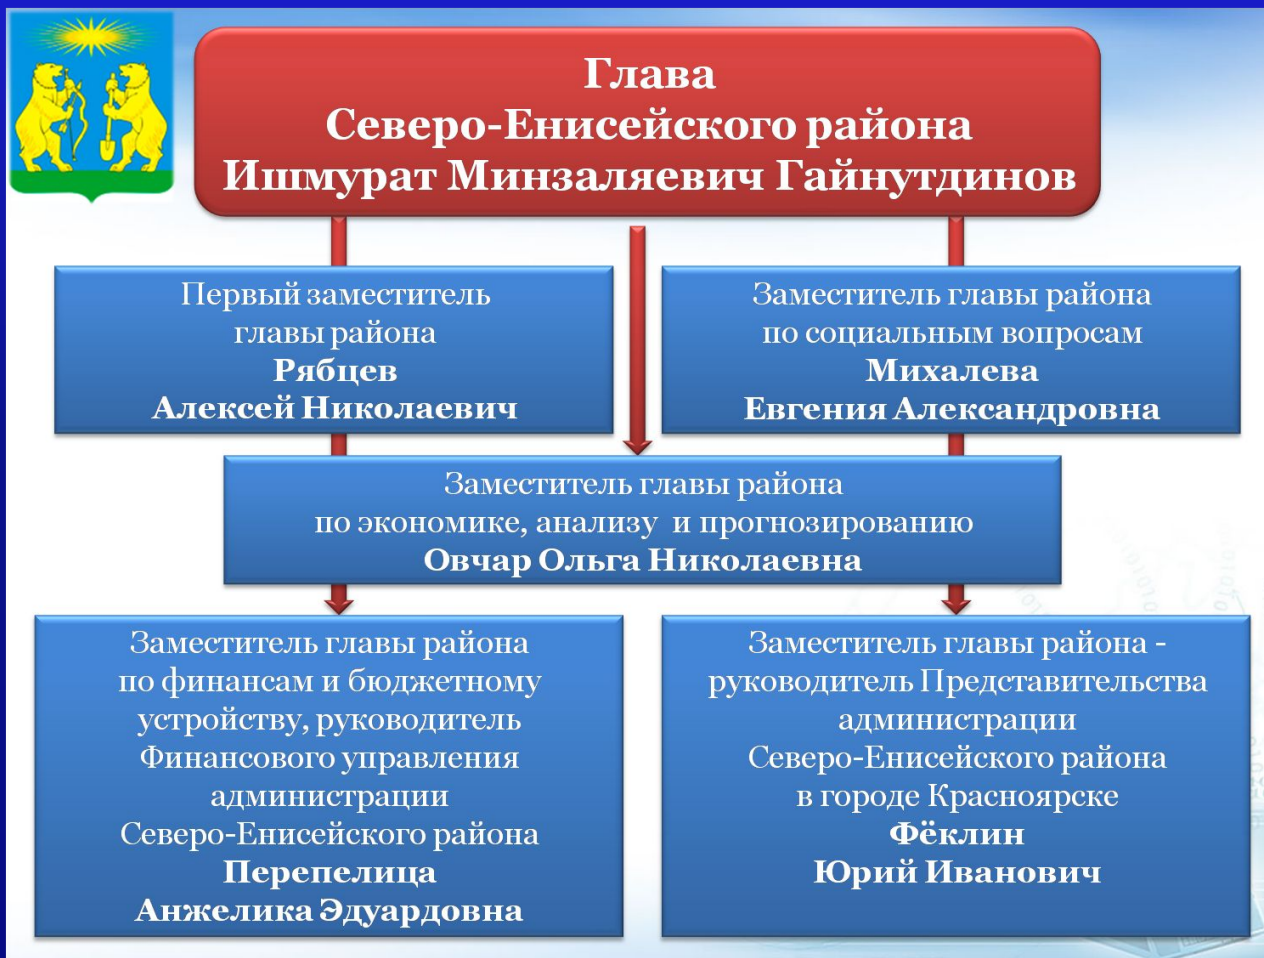 Глава
Северо-Енисейского района
Ишмурат Минзаляевич Гайнутдинов
Первый заместитель
главы района
Рябцев
Алексей Николаевич
Заместитель главы района
по социальным вопросам
Михалева
Евгения Александровна
Заместитель главы района
по экономике, анализу и прогнозированию
Овчар Ольга Николаевна
Заместитель главы района
по финансам и бюджетному
устройству, руководитель
Финансового управления
администрации
Северо-Енисейского района
Перепелица
Анжелика Эдуардовна
Заместитель главы района -
руководитель Представительства
администрации
Северо-Енисейского района
в городе Красноярске
Фёклин
Юрий Иванович